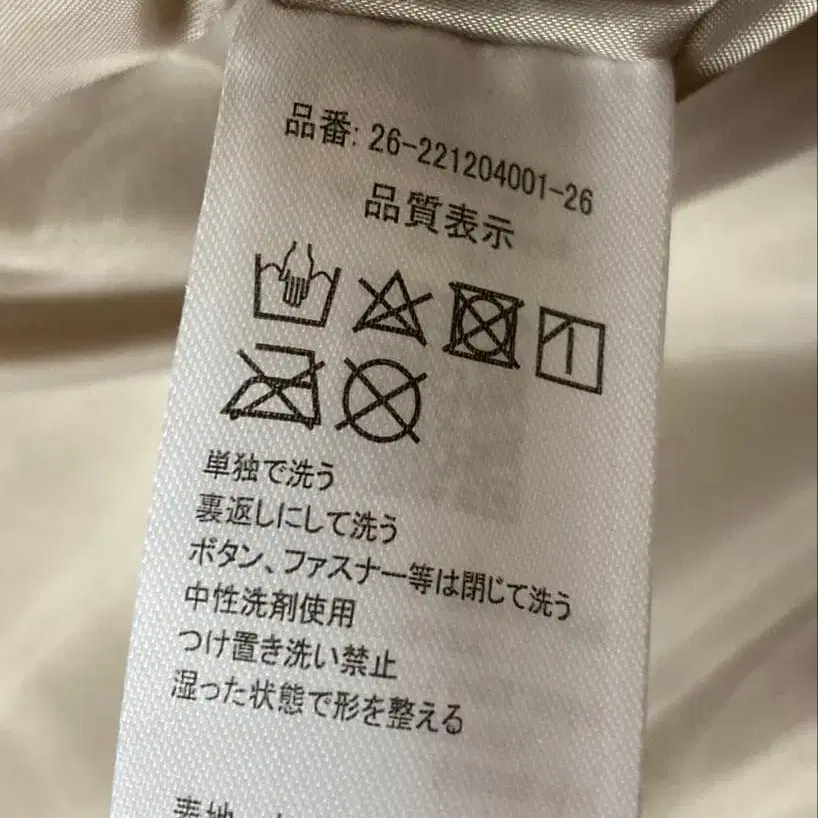 品番: 26-221204001-26
品質表示
単独で洗う
裏返しにして洗う
ボタン、ファスナー等は閉じて洗う
中性洗剤使用
つけ置き洗い禁止
湿った状態で形を整える
表地